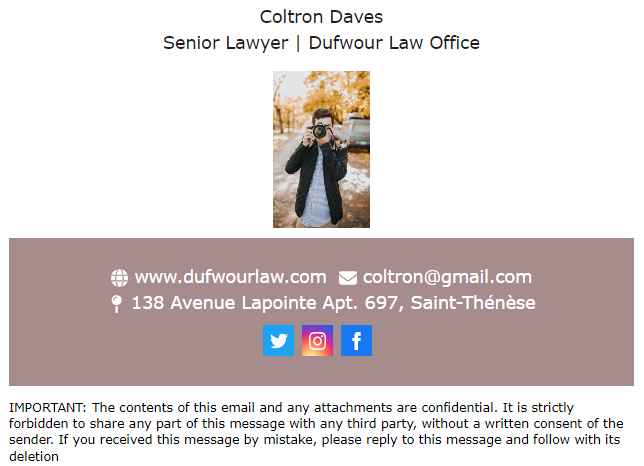 Coltron Daves
Senior Lawyer | Dufwour Law Office
www.dufwourlaw.com coltron@gmail.com
138 Avenue Lapointe Apt. 697, Saint-Thénèse
IMPORTANT: The contents of this email and any attachments are confidential. It is strictly
forbidden to share any part of this message with any third party, without a written consent of the
sender. If you received this message by mistake, please reply to this message and follow with its
deletion